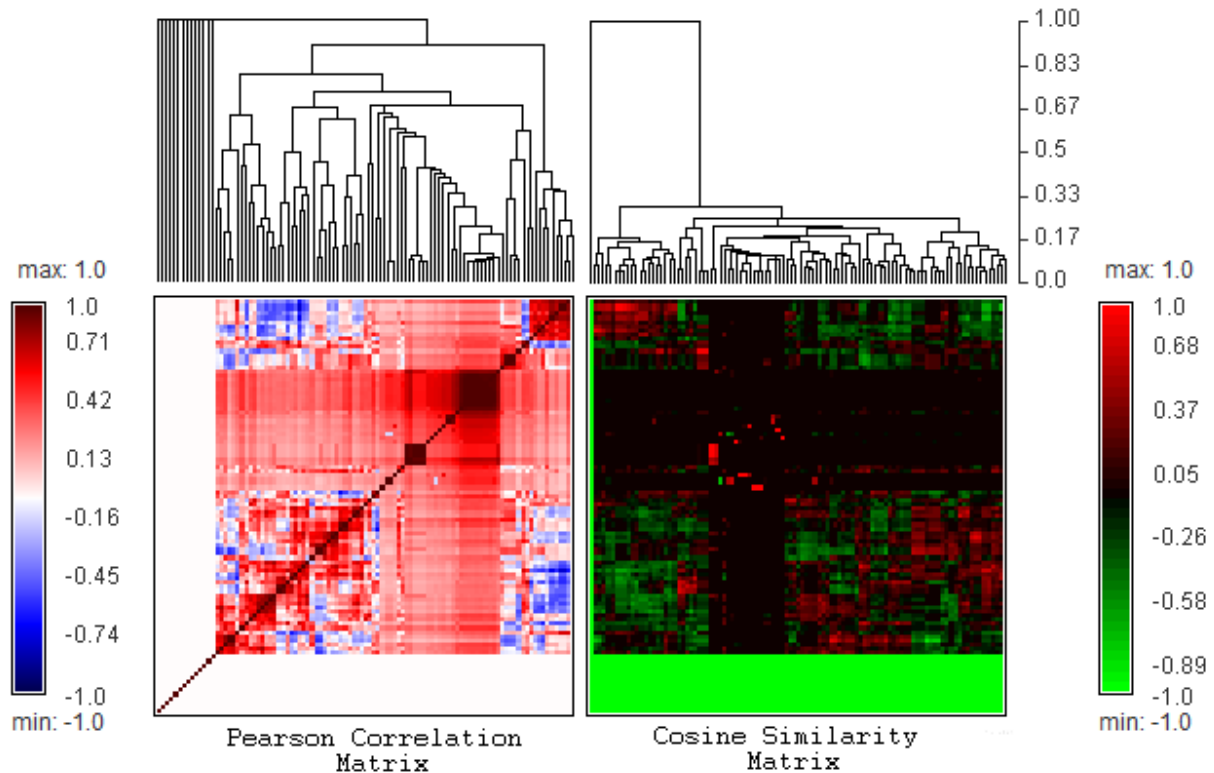 1.00
0.83
0.67
0.5
0.33
0.17
0.0
max: 1.0
1.0
0.71
0.42
0.13
-0.16
-0.45
-0.74
-1.0
min: -1.0
max: 1.0
1.0
0.68
0.37
0.05
-0.26
-0.58
-0.89
-1.0
min: -1.0
Pearson Correlation
Matrix
Cosine Similarity
Matrix